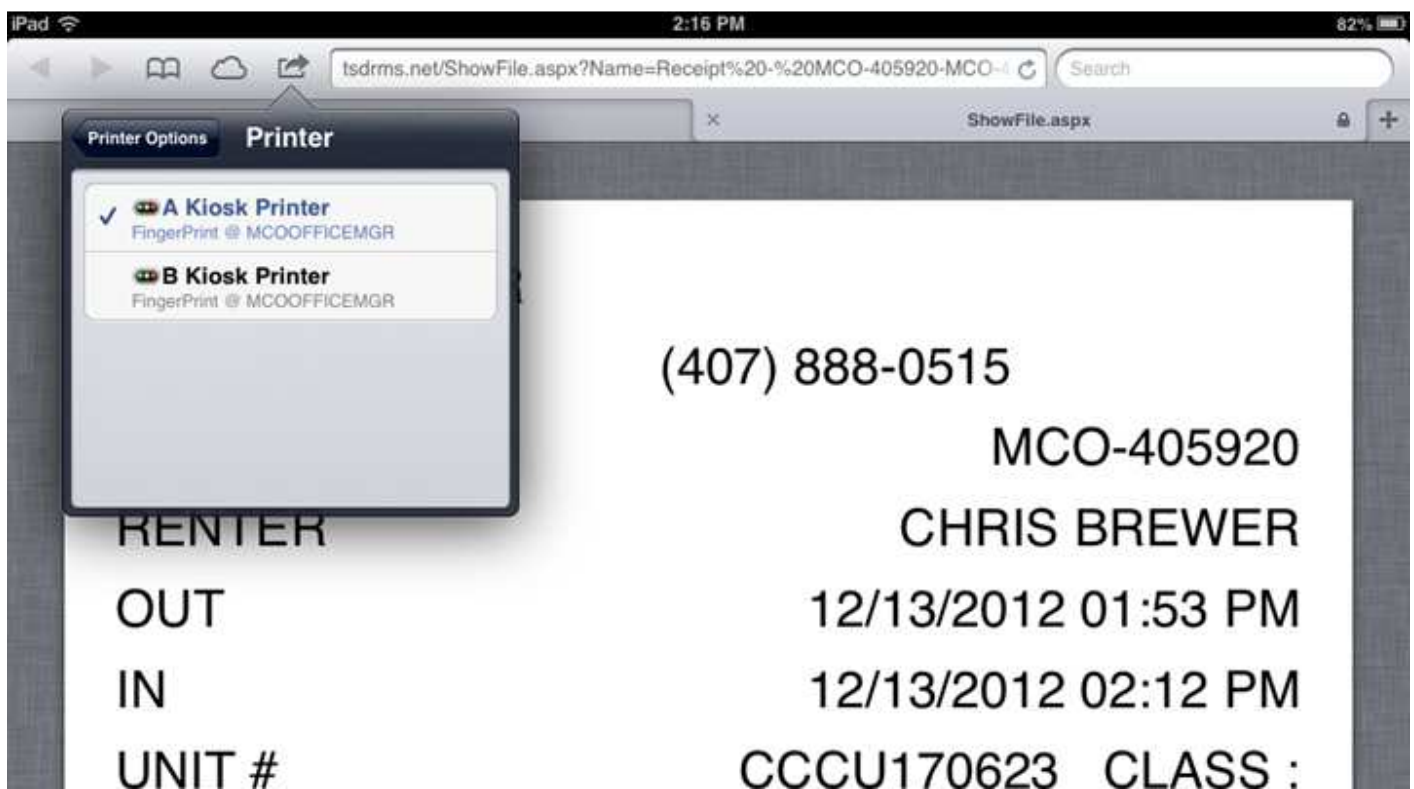 iPad 2:16 PM 82%
tsdrms.net/ShowFile.aspx?Name=Receipt%20-%20MCO-405920-MCO- Search
ShowFile.aspx
Printer Options Printer
A Kiosk Printer
FingerPrint @ MCOOFFICEMGR
B Kiosk Printer
FingerPrint @ MCOOFFICEMGR
(407) 888-0515
MCO-405920
RENTER CHRIS BREWER
OUT 12/13/2012 01:53 PM
IN 12/13/2012 02:12 PM
UNIT # CCCU170623 CLASS :